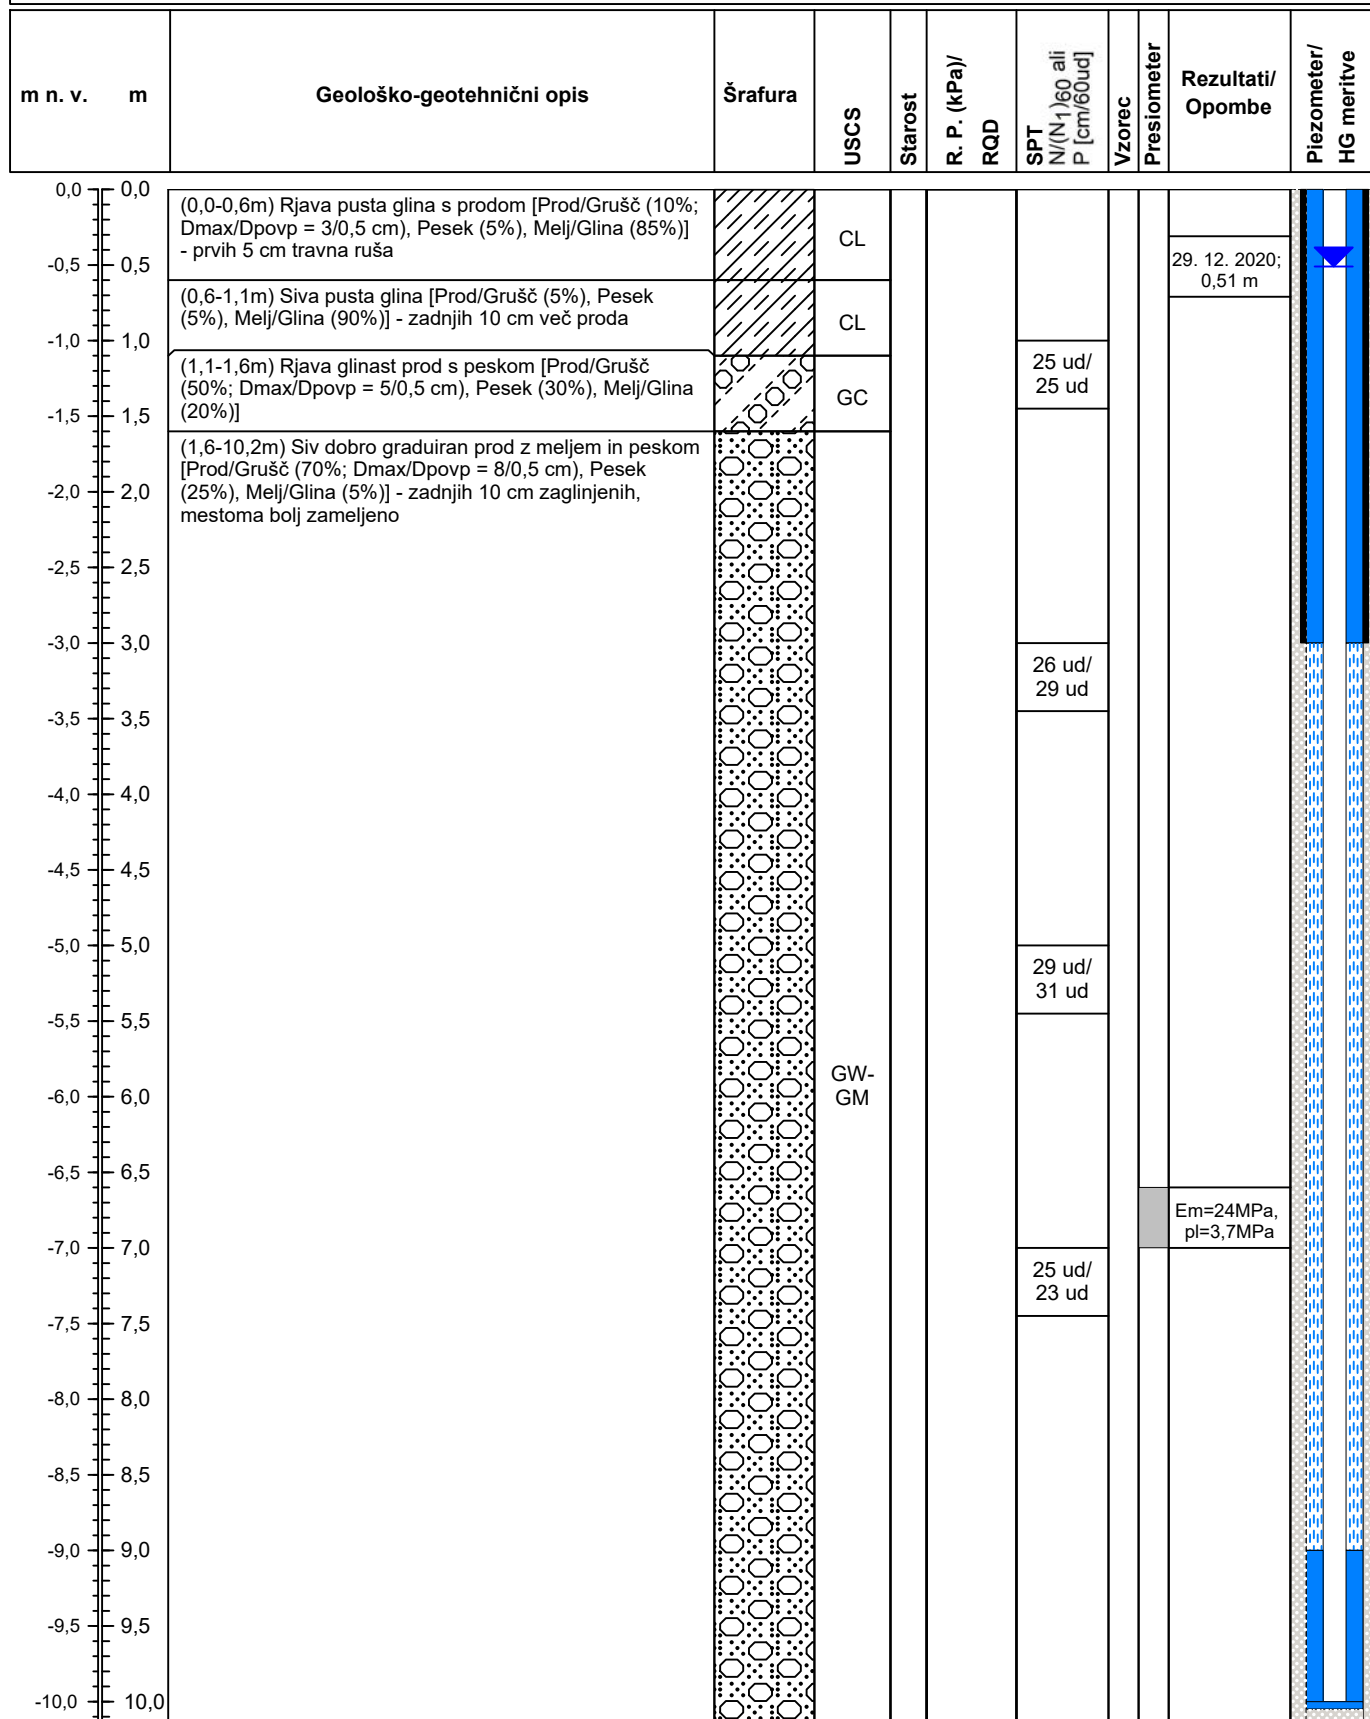 m n. v.
m
Geološko-geotehnični opis
Šrafura
USCS
Starost
R. P. (kPa)/
RQD
SPT
N/(N1)60 ali
P [cm/60ud]
Vzorec
Presiometer
Rezultati/
Opombe
Piezometer/
HG meritve
0,0 0,0
(0,0-0,6m) Rjava pusta glina s prodom [Prod/Grušč (10%;
Dmax/Dpovp = 3/0,5 cm), Pesek (5%), Melj/Glina (85%)]
- prvih 5 cm travna ruša
CL
29. 12. 2020;
0,51 m
-0,5 0,5
(0,6-1,1m) Siva pusta glina [Prod/Grušč (5%), Pesek
(5%), Melj/Glina (90%)] - zadnjih 10 cm več proda
CL
-1,0 1,0
(1,1-1,6m) Rjava glinast prod s peskom [Prod/Grušč
(50%; Dmax/Dpovp = 5/0,5 cm), Pesek (30%), Melj/Glina
(20%)]
GC
25 ud/
25 ud
-1,5 1,5
(1,6-10,2m) Siv dobro graduiran prod z meljem in peskom
[Prod/Grušč (70%; Dmax/Dpovp = 8/0,5 cm), Pesek
(25%), Melj/Glina (5%)] - zadnjih 10 cm zaglinjenih,
mestoma bolj zameljeno
-2,0 2,0
-2,5 2,5
-3,0 3,0
26 ud/
29 ud
-3,5 3,5
-4,0 4,0
-4,5 4,5
-5,0 5,0
29 ud/
31 ud
-5,5 5,5
GW-
GM
-6,0 6,0
-6,5 6,5
Em=24MPa,
pl=3,7MPa
-7,0 7,0
25 ud/
23 ud
-7,5 7,5
-8,0 8,0
-8,5 8,5
-9,0 9,0
-9,5 9,5
-10,0 10,0